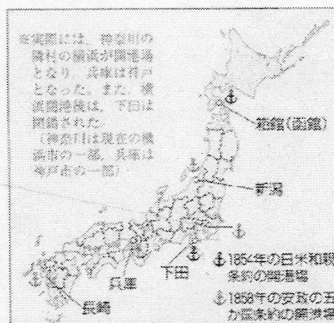 ※実際には、神奈川の
隣村の横浜が開港場
となり、兵庫は神戸
となった。また、横
浜開港後は、下田は
閉鎖された。
(神奈川は現在の横
浜市の一部、兵庫は
神戸市の一部)
箱館(函館)
新潟
下田
兵庫
長崎
1854年の日米和親
条約の開港場
1858年の安政の五
か国条約の開港場